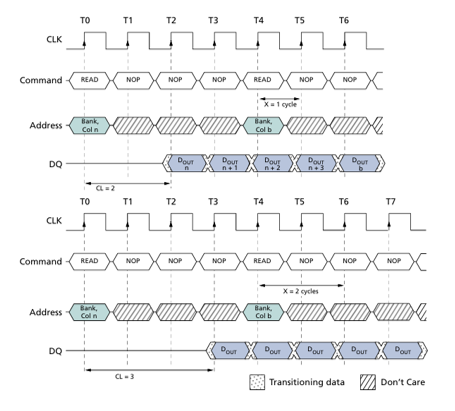 T0 T1 T2 T3 T4 T5 T6
CLK
Command READ NOP NOP NOP READ NOP NOP
X = 1 cycle
Address Bank, Col n Bank, Col b
DQ DOUT n DOUT n + 1 DOUT n + 2 DOUT n + 3 DOUT b
CL = 2
T0 T1 T2 T3 T4 T5 T6 T7
CLK
Command READ NOP NOP NOP READ NOP NOP NOP
X = 2 cycles
Address Bank, Col n Bank, Col b
DQ DOUT DOUT DOUT DOUT DOUT
CL = 3
Transitioning data Don't Care